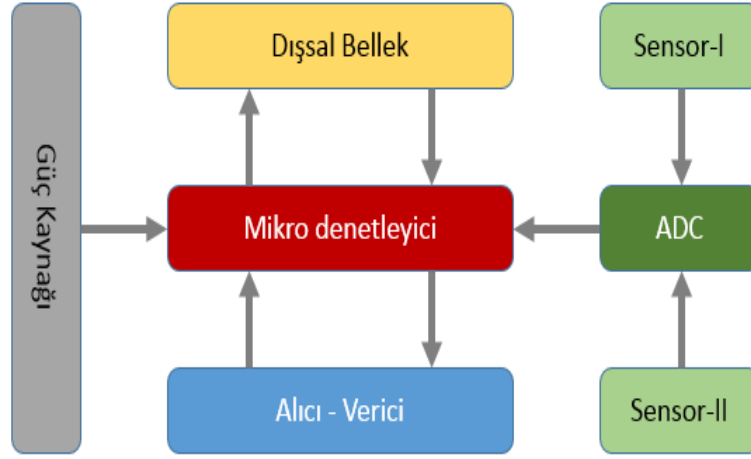 Dışsal Bellek
Sensor-I
Güç Kaynağı
Mikro denetleyici
ADC
Alıcı - Verici
Sensor-II